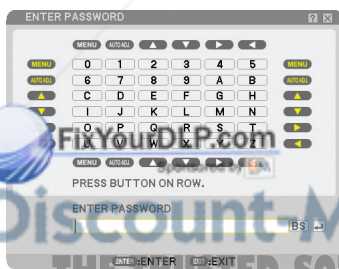 ENTER PASSWORD
MENU AUTO ADJ.
MENU 0 1 2 3 4 5 MENU
AUTO ADJ. 6 7 8 9 A B AUTO ADJ.
C D E F G H
I J K L M N
O P Q R S T
U V W X Y Z
FixYourDLP.com
Sponsored by
MENU AUTO ADJ.
PRESS BUTTON ON ROW.
Discount-M
ENTER PASSWORD
BS
ENTER :ENTER EXIT :EXIT